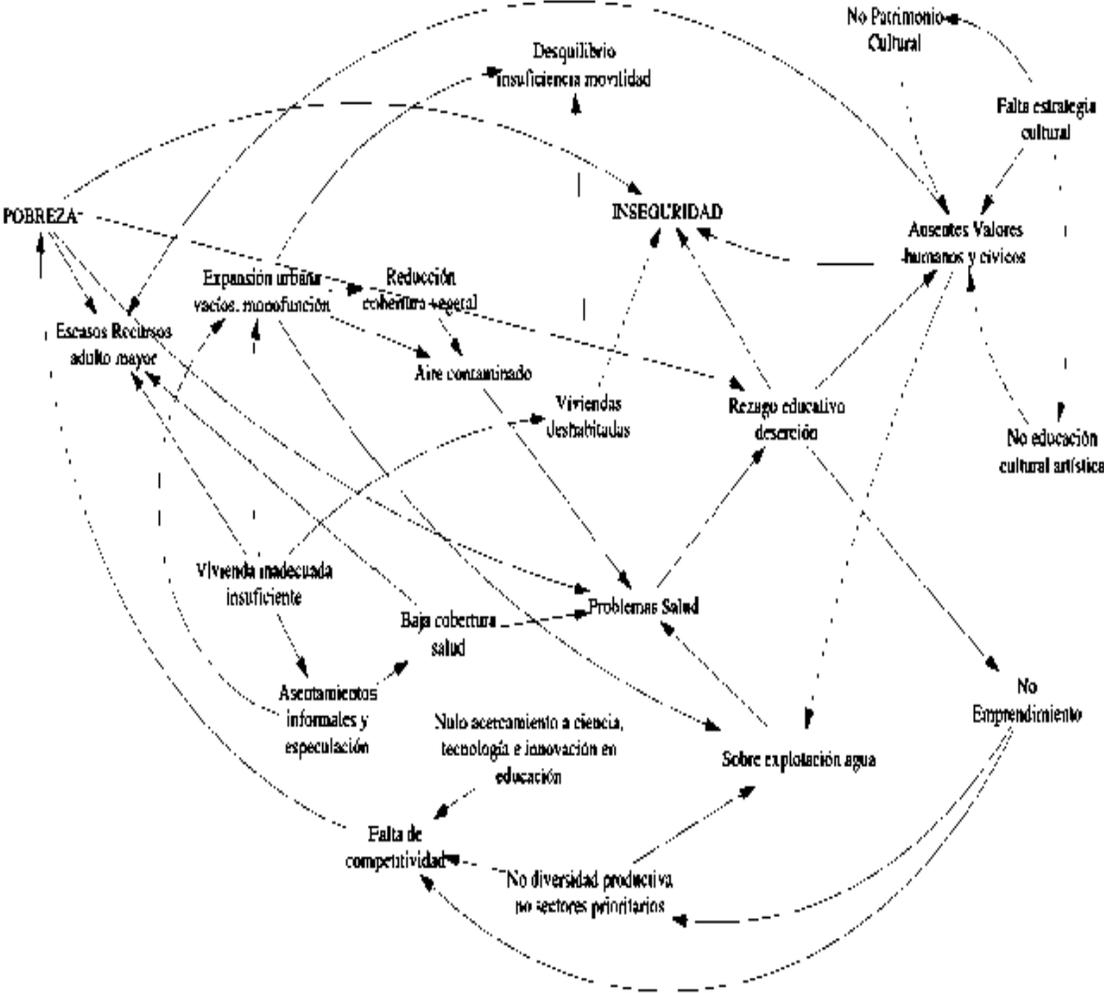 No Patrimonio
Cultural
Desquilibrio
insuficiencia movilidad
Falta estrategia
cultural
POBREZA
INSEGURIDAD
Ausentes Valores
humanos y cívicos
Expansión urbana
vacíos, monofunción
Reducción
cobertura vegetal
Escasos Recursos
adulto mayor
Aire contaminado
Viviendas
deshabitadas
Rezago educativo
deserción
No educación
cultural artística
Vivienda inadecuada
insuficiente
Problemas Salud
Baja cobertura
salud
Asentamientos
informales y
especulación
Nulo acercamiento a ciencia,
tecnología e innovación en
educación
No
Emprendimiento
Sobre explotación agua
Falta de
competitividad
No diversidad productiva
no sectores prioritarios